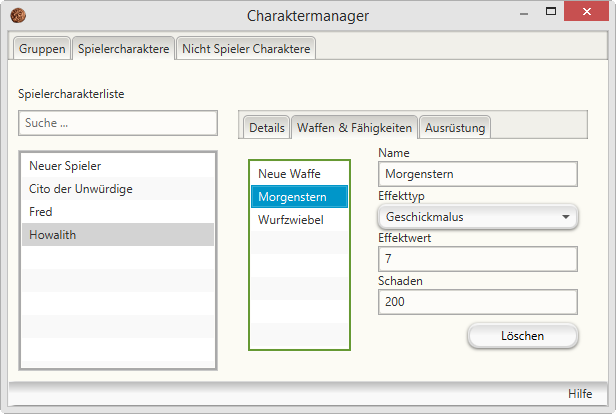 Charaktermanager
Gruppen
Spielercharaktere
Nicht Spieler Charaktere
Spielercharakterliste
Suche ...
Neuer Spieler
Cito der Unwürdige
Fred
Howalith
Details
Waffen & Fähigkeiten
Ausrüstung
Neue Waffe
Morgenstern
Wurfzwiebel
Name
Morgenstern
Effekttyp
Geschickmalus
Effektwert
7
Schaden
200
Löschen
Hilfe